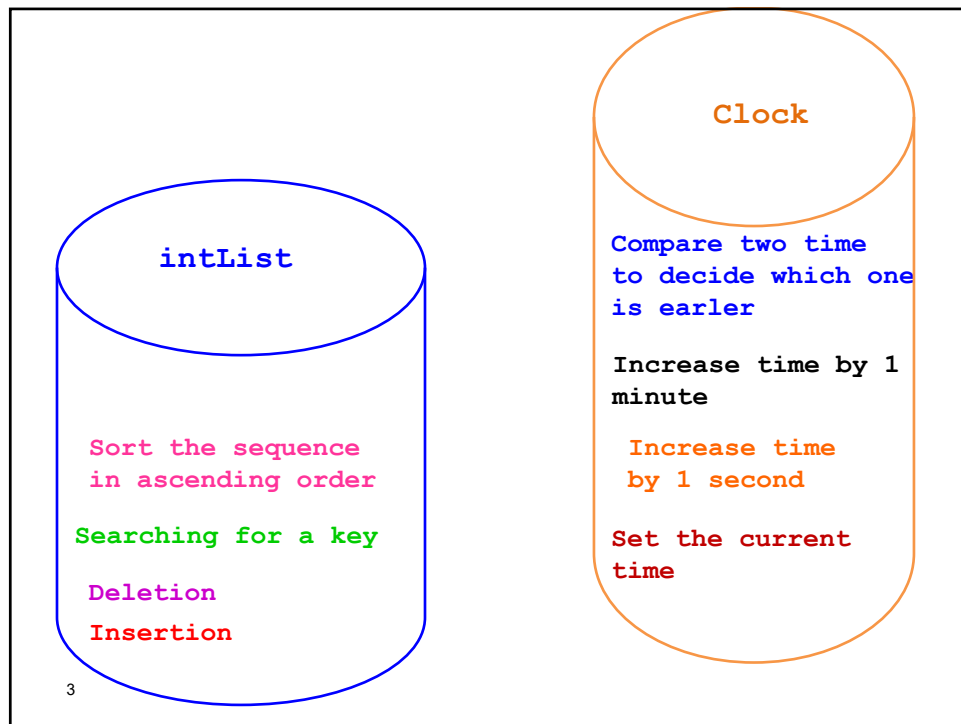 intList
Sort the sequence
in ascending order
Searching for a key
Deletion
Insertion
Clock
Compare two time
to decide which one
is earler
Increase time by 1
minute
Increase time
by 1 second
Set the current
time
3